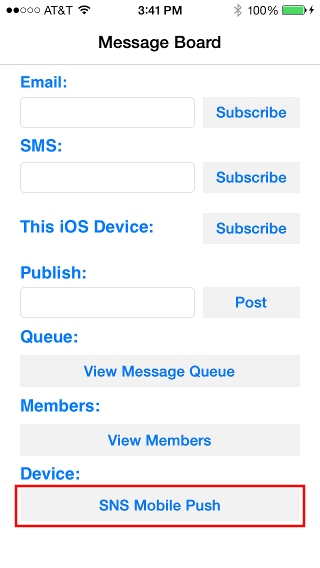 AT&T 3:41 PM 100%
Message Board
Email:
Subscribe
SMS:
Subscribe
This iOS Device: Subscribe
Publish:
Post
Queue:
View Message Queue
Members:
View Members
Device:
SNS Mobile Push